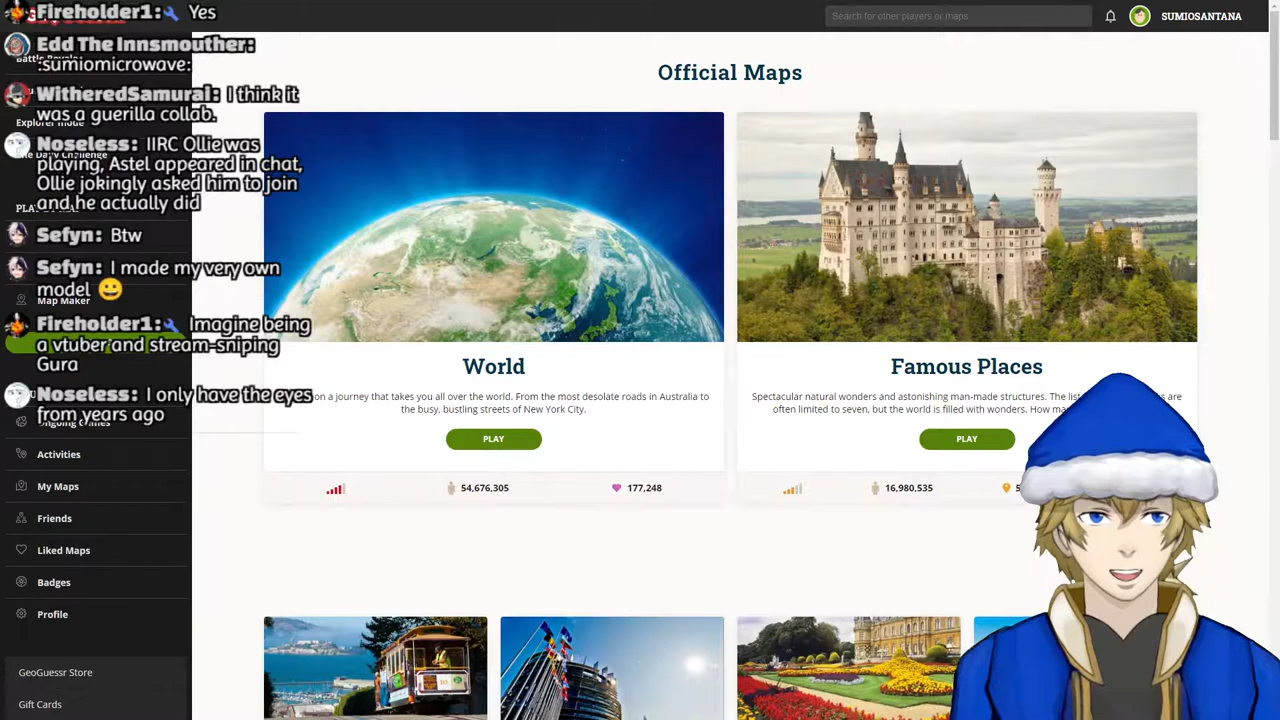 Fireholder1: Yes
Search for other players or maps
SUMIOSANTANA
Edd The Innsmouther:
:sumiomicrowave:
WitheredSamurai: I think it
was a guerilla collab.
Explorer mode
Noseless: IIRC Ollie was
playing, Astel appeared in chat,
Ollie jokingly asked him to join
and he actually did
Sefyn: Btw
Sefyn: I made my very own
model 😀
Map Maker
Fireholder1: Imagine being
a vtuber and stream-sniping
Gura
Noseless: I only have the eyes
from years ago
Ongoing Games
Activities
My Maps
Friends
Liked Maps
Badges
Profile
GeoGuessr Store
Gift Cards
Official Maps
World
on a journey that takes you all over the world. From the most desolate roads in Australia to
the busy, bustling streets of New York City.
PLAY
54,676,305
177,248
Famous Places
Spectacular natural wonders and astonishing man-made structures. The
are
often limited to seven, but the world is filled with wonders. How
PLAY
16,980,535